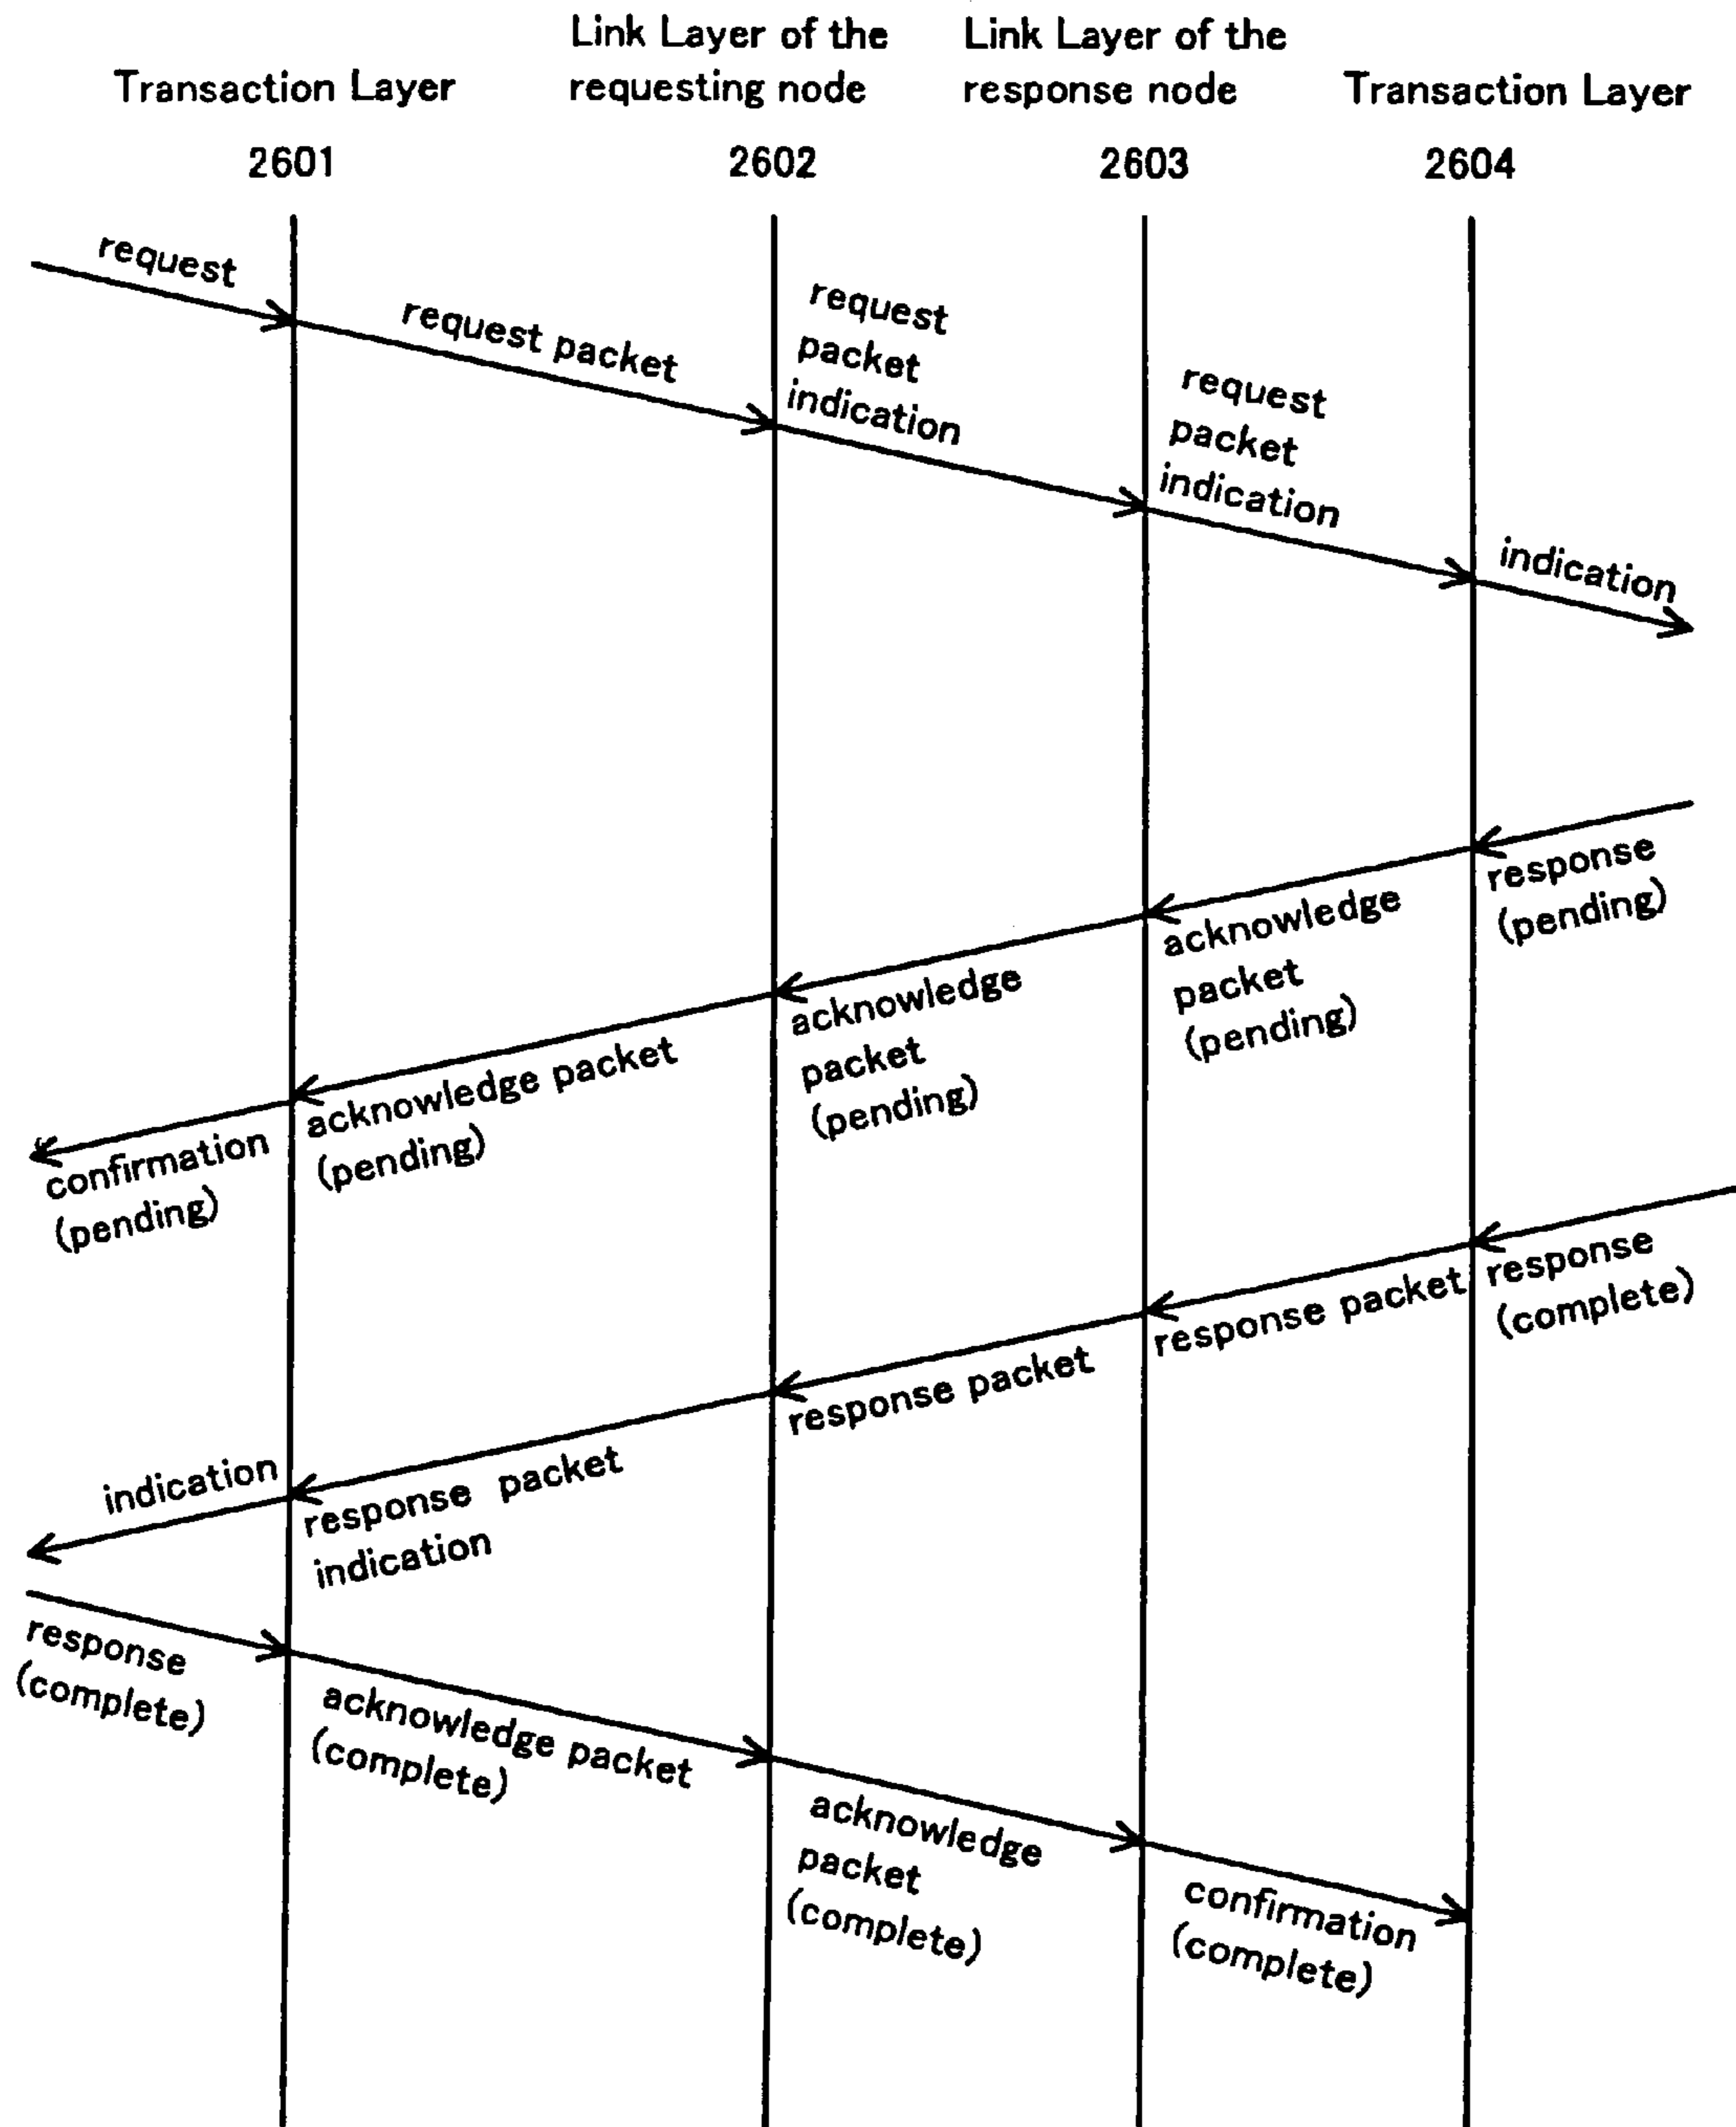 Transaction Layer
Link Layer of the
requesting node
Link Layer of the
response node
Transaction Layer
2601
2602
2603
2604
request
request packet
request
packet
indication
request
packet
indication
indication
response
(pending)
acknowledge
packet
(pending)
acknowledge
packet
(pending)
acknowledge packet
(pending)
confirmation
(pending)
response
(complete)
response packet
response packet
response packet
indication
indication
response
(complete)
acknowledge packet
(complete)
acknowledge
packet
(complete)
confirmation
(complete)